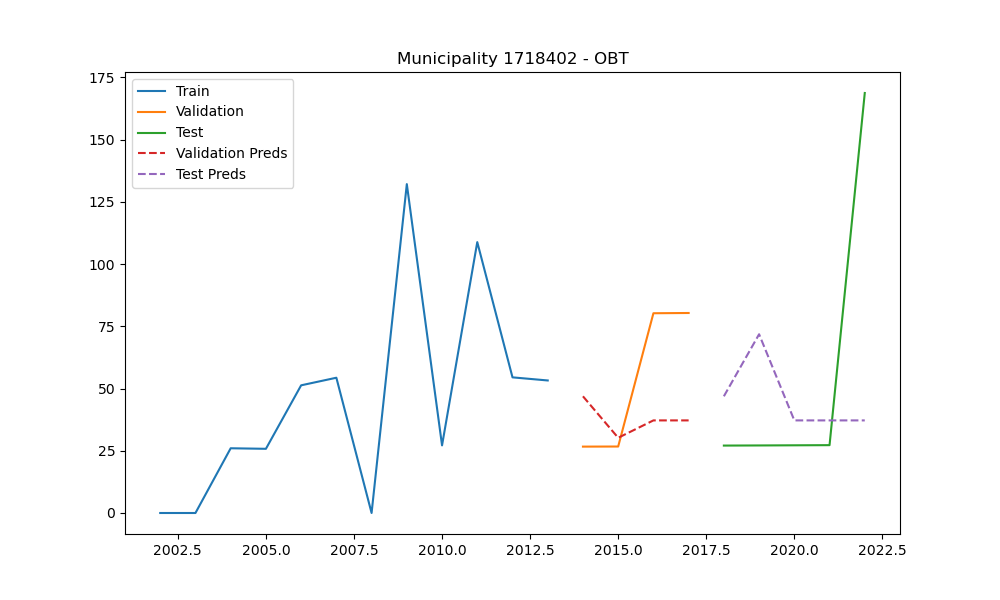 Municipality 1718402 - OBT
175
150
125
100
75
50
25
0
Train
Validation
Test
Validation Preds
Test Preds
2002.5 2005.0 2007.5 2010.0 2012.5 2015.0 2017.5 2020.0 2022.5